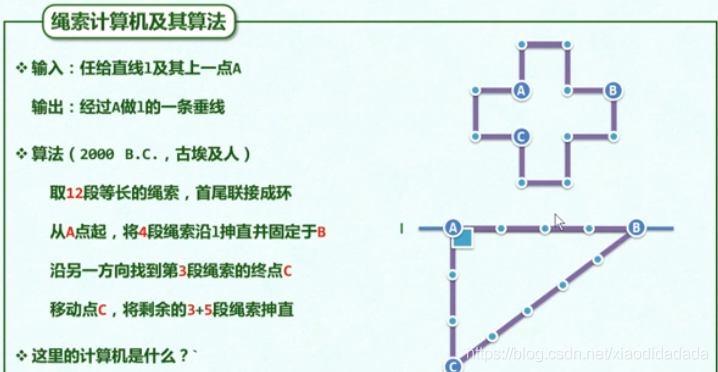 绳索计算机及其算法
输入：任给直线l及其上一点A
输出：经过A做l的一条垂线
算法（2000 B.C.，古埃及人）
取12段等长的绳索，首尾联接成环
从A点起，将4段绳索沿l抻直并固定于B
沿另一方向找到第3段绳索的终点C
移动点C，将剩余的3+5段绳索抻直
这里的计算机是什么？`
A
B
C
l
A
B
C
https://blog.csdn.net/xiaodidadada